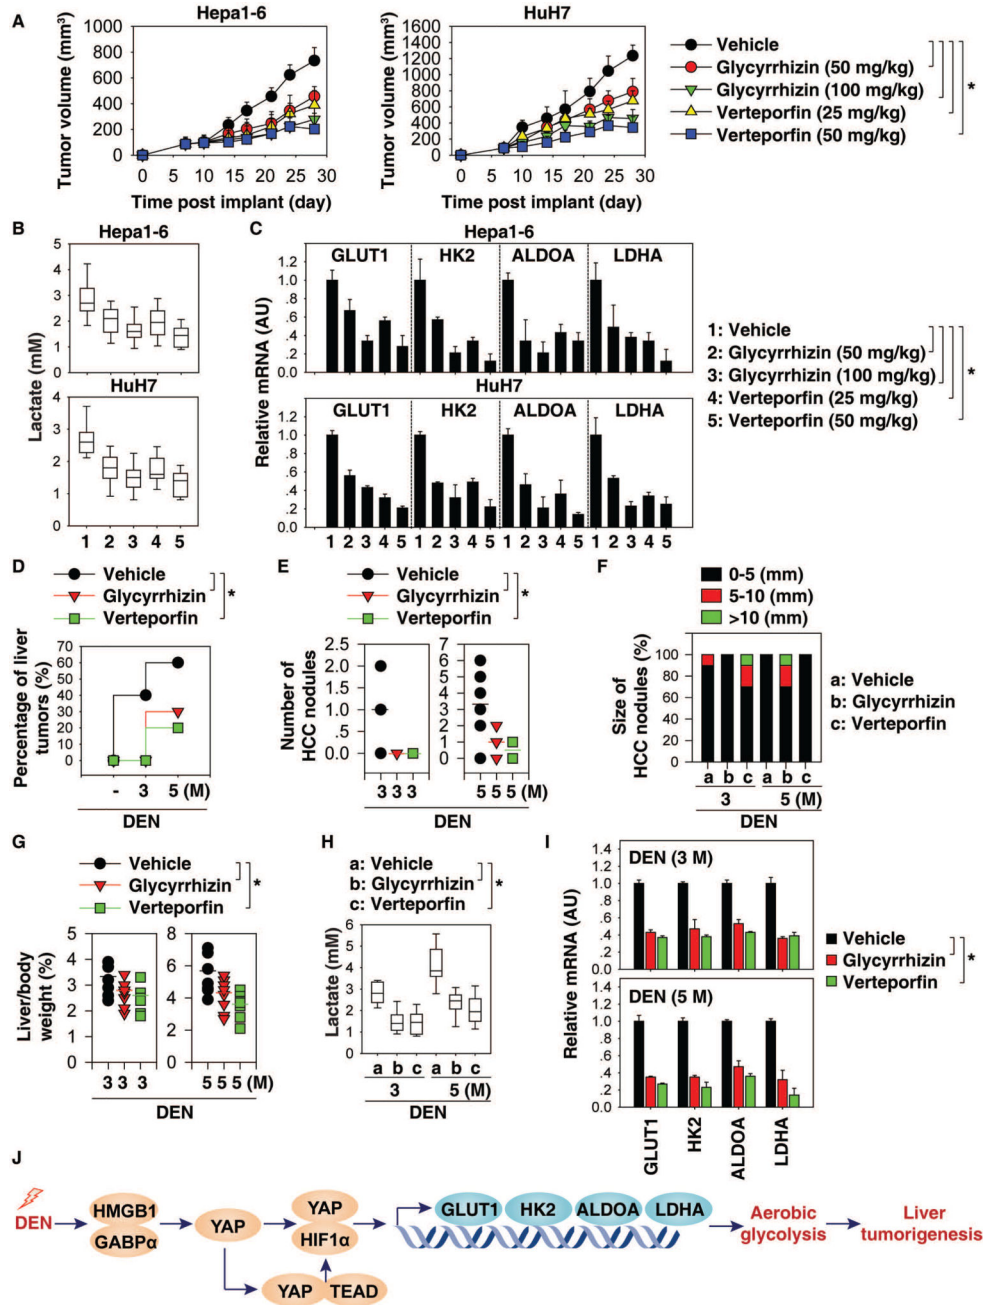 A
Hepa1-6
HuH7
Tumor volume (mm³)
1000
800
600
400
200
0
0 5 10 15 20 25 30
Time post implant (day)
Tumor volume (mm³)
1600
1400
1200
1000
800
600
400
200
0
0 5 10 15 20 25 30
Time post implant (day)
Vehicle
Glycyrrhizin (50 mg/kg)
Glycyrrhizin (100 mg/kg)
Verteporfin (25 mg/kg)
Verteporfin (50 mg/kg)
*
B
Hepa1-6
5
4
3
2
1
0
HuH7
4
3
2
1
0
Lactate (mM)
1 2 3 4 5
C
Hepa1-6
GLUT1 HK2 ALDOA LDHA
1.2
1.0
.8
.6
.4
.2
0.0
HuH7
GLUT1 HK2 ALDOA LDHA
1.2
1.0
.8
.6
.4
.2
0.0
Relative mRNA (AU)
1 2 3 4 5 1 2 3 4 5 1 2 3 4 5 1 2 3 4 5
1: Vehicle
2: Glycyrrhizin (50 mg/kg)
3: Glycyrrhizin (100 mg/kg)
4: Verteporfin (25 mg/kg)
5: Verteporfin (50 mg/kg)
*
D
Vehicle
Glycyrrhizin
Verteporfin
*
Percentage of liver
tumors (%)
70
60
50
40
30
20
10
0
- 3 5 (M)
DEN
E
Vehicle
Glycyrrhizin
Verteporfin
*
Number of
HCC nodules
2.0
1.5
1.0
.5
0.0
3 3 3
7
6
5
4
3
2
1
0
5 5 5 (M)
DEN
F
0-5 (mm)
5-10 (mm)
>10 (mm)
Size of
HCC nodules (%)
100
80
60
40
20
0
a b c a b c
3 5 (M)
DEN
a: Vehicle
b: Glycyrrhizin
c: Verteporfin
G
Vehicle
Glycyrrhizin
Verteporfin
*
Liver/body
weight (%)
5
4
3
2
1
0
3 3 3
8
6
4
2
0
5 5 5 (M)
DEN
H
a: Vehicle
b: Glycyrrhizin
c: Verteporfin
*
Lactate (mM)
6
5
4
3
2
1
0
a b c a b c
3 5 (M)
DEN
I
DEN (3 M)
1.4
1.2
1.0
.8
.6
.4
.2
.0
DEN (5 M)
1.4
1.2
1.0
.8
.6
.4
.2
.0
Relative mRNA (AU)
GLUT1 HK2 ALDOA LDHA
Vehicle
Glycyrrhizin
Verteporfin
*
J
DEN
HMGB1
GABPα
YAP
YAP
HIF1α
YAP TEAD
GLUT1 HK2 ALDOA LDHA
Aerobic
glycolysis
Liver
tumorigenesis